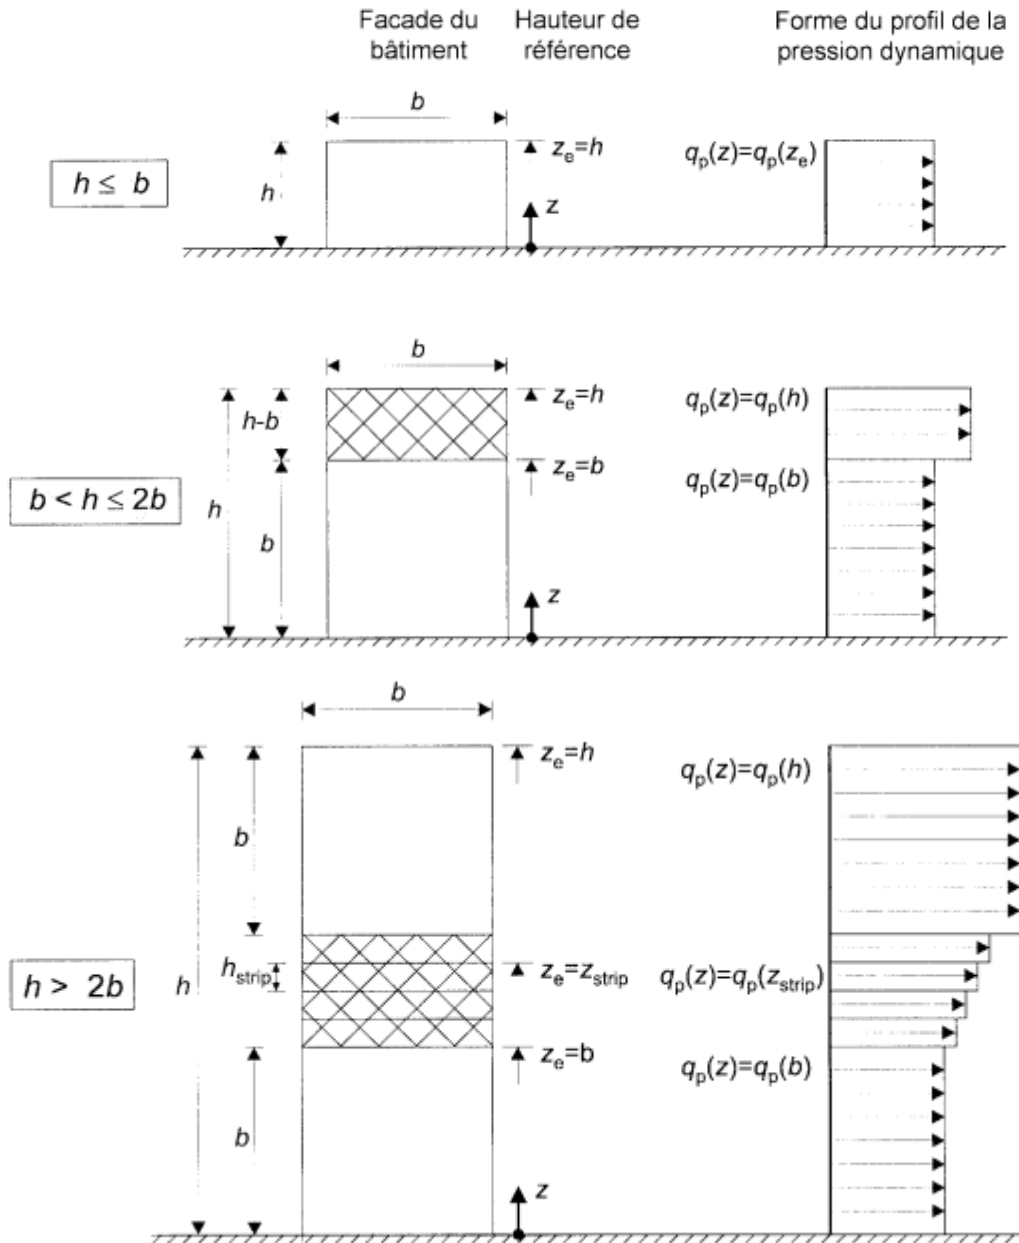 Facade du
bâtiment
Hauteur de
référence
Forme du profil de la
pression dynamique
h ≤ b
b
h
z_e=h
z
q_p(z)=q_p(z_e)
b < h ≤ 2b
b
h-b
h
b
z_e=h
z_e=b
z
q_p(z)=q_p(h)
q_p(z)=q_p(b)
h > 2b
b
h
b
h_strip
b
z_e=h
z_e=z_strip
z_e=b
z
q_p(z)=q_p(h)
q_p(z)=q_p(z_strip)
q_p(z)=q_p(b)